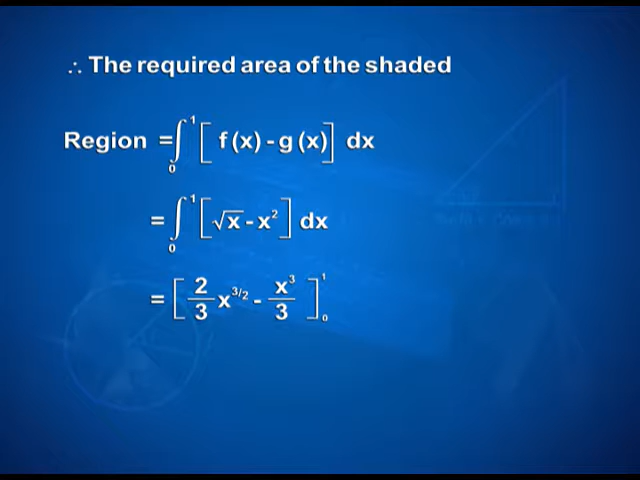 ∴ The required area of the shaded
Region = ∫₀¹ [ f (x) - g (x) ] dx
= ∫₀¹ [ √x - x² ] dx
= [ 2/3 x^3/2 - x³/3 ]₀¹